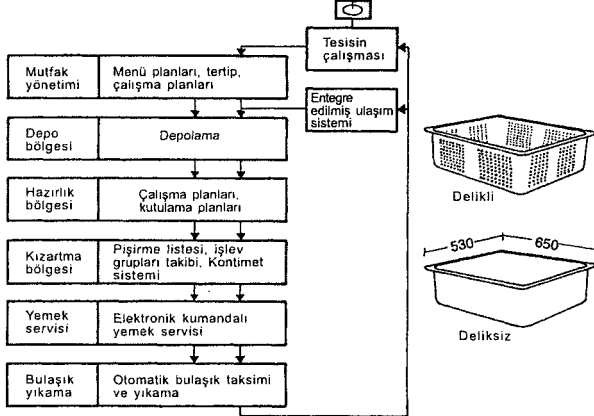 Tesisin
çalışması
Mutfak
yönetimi
Menü planları, tertip,
çalışma planları
Entegre
edilmiş ulaşım
sistemi
Depo
bölgesi
Depolama
Hazırlık
bölgesi
Çalışma planları,
kutulama planları
Kızartma
bölgesi
Pişirme listesi, işlev
grupları takibi, Kontimet
sistemi
Yemek
servisi
Elektronik kumandalı
yemek servisi
Bulaşık
yıkama
Otomatik bulaşık taksimi
ve yıkama
Delikli
530
650
Deliksiz